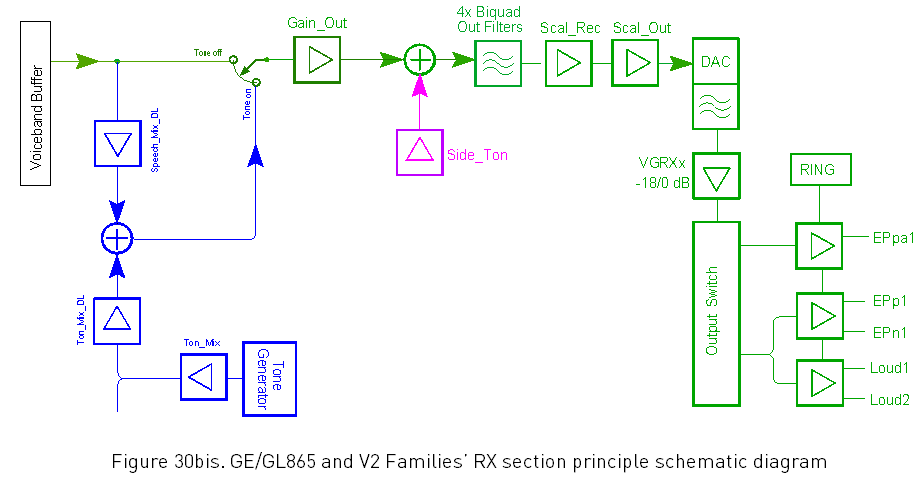 Gain_Out
4x Biquad
Out Filters
Scal_Rec
Scal_Out
Voiceband Buffer
Tone off
Tone on
DAC
Speech_Mix_DL
Side_Ton
VGRXx
-18/0 dB
RING
EPpa1
Output Switch
Ton_Mix_DL
Ton_Mix
Tone
Generator
EPp1
EPn1
Loud1
Loud2
Figure 30bis. GE/GL865 and V2 Families’ RX section principle schematic diagram